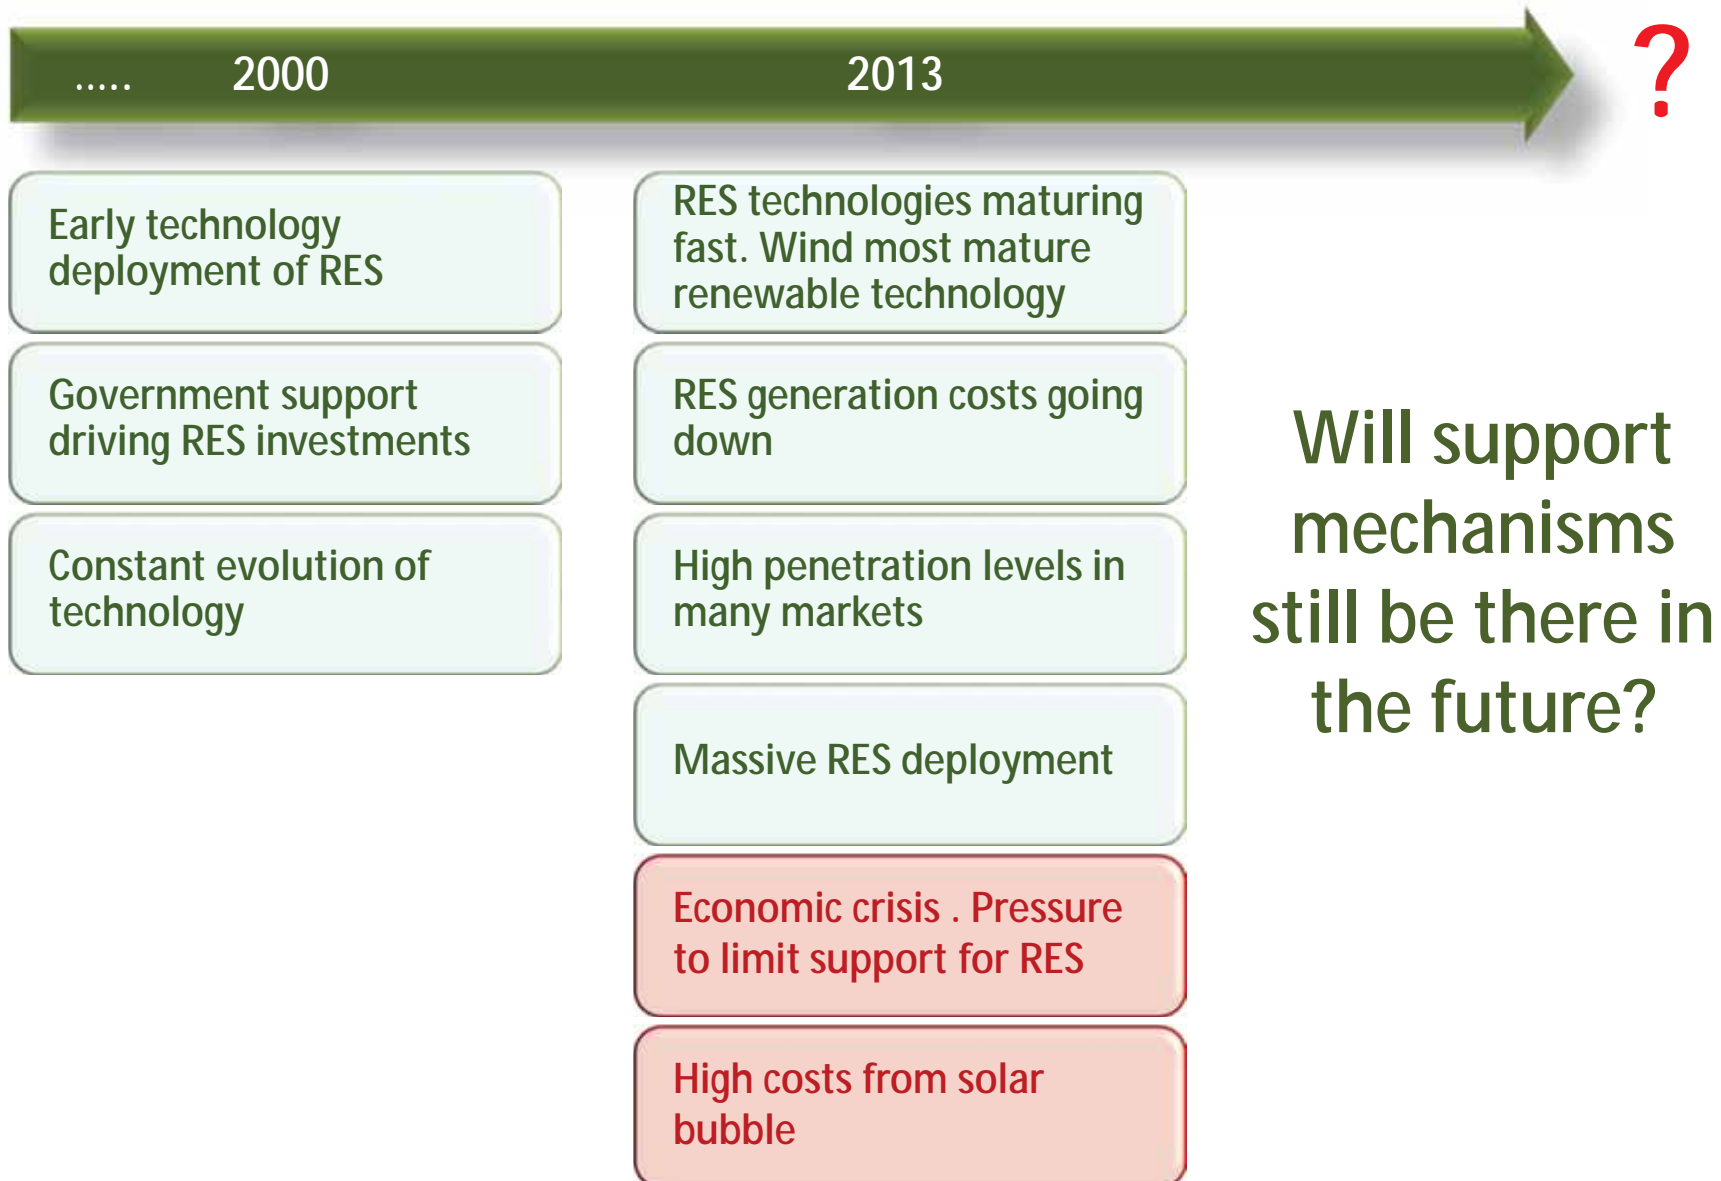 ..... 2000 2013 ?
Early technology
deployment of RES
Government support
driving RES investments
Constant evolution of
technology
RES technologies maturing
fast. Wind most mature
renewable technology
RES generation costs going
down
High penetration levels in
many markets
Massive RES deployment
Economic crisis . Pressure
to limit support for RES
High costs from solar
bubble
Will support
mechanisms
still be there in
the future?